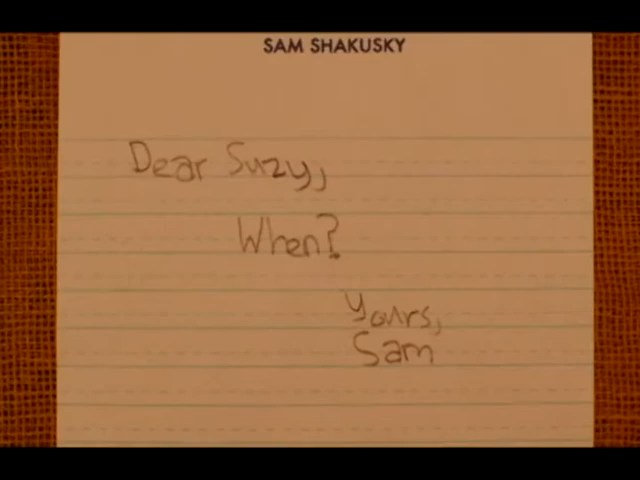 SAM SHAKUSKY
Dear Suzy,
When?
Yours,
Sam